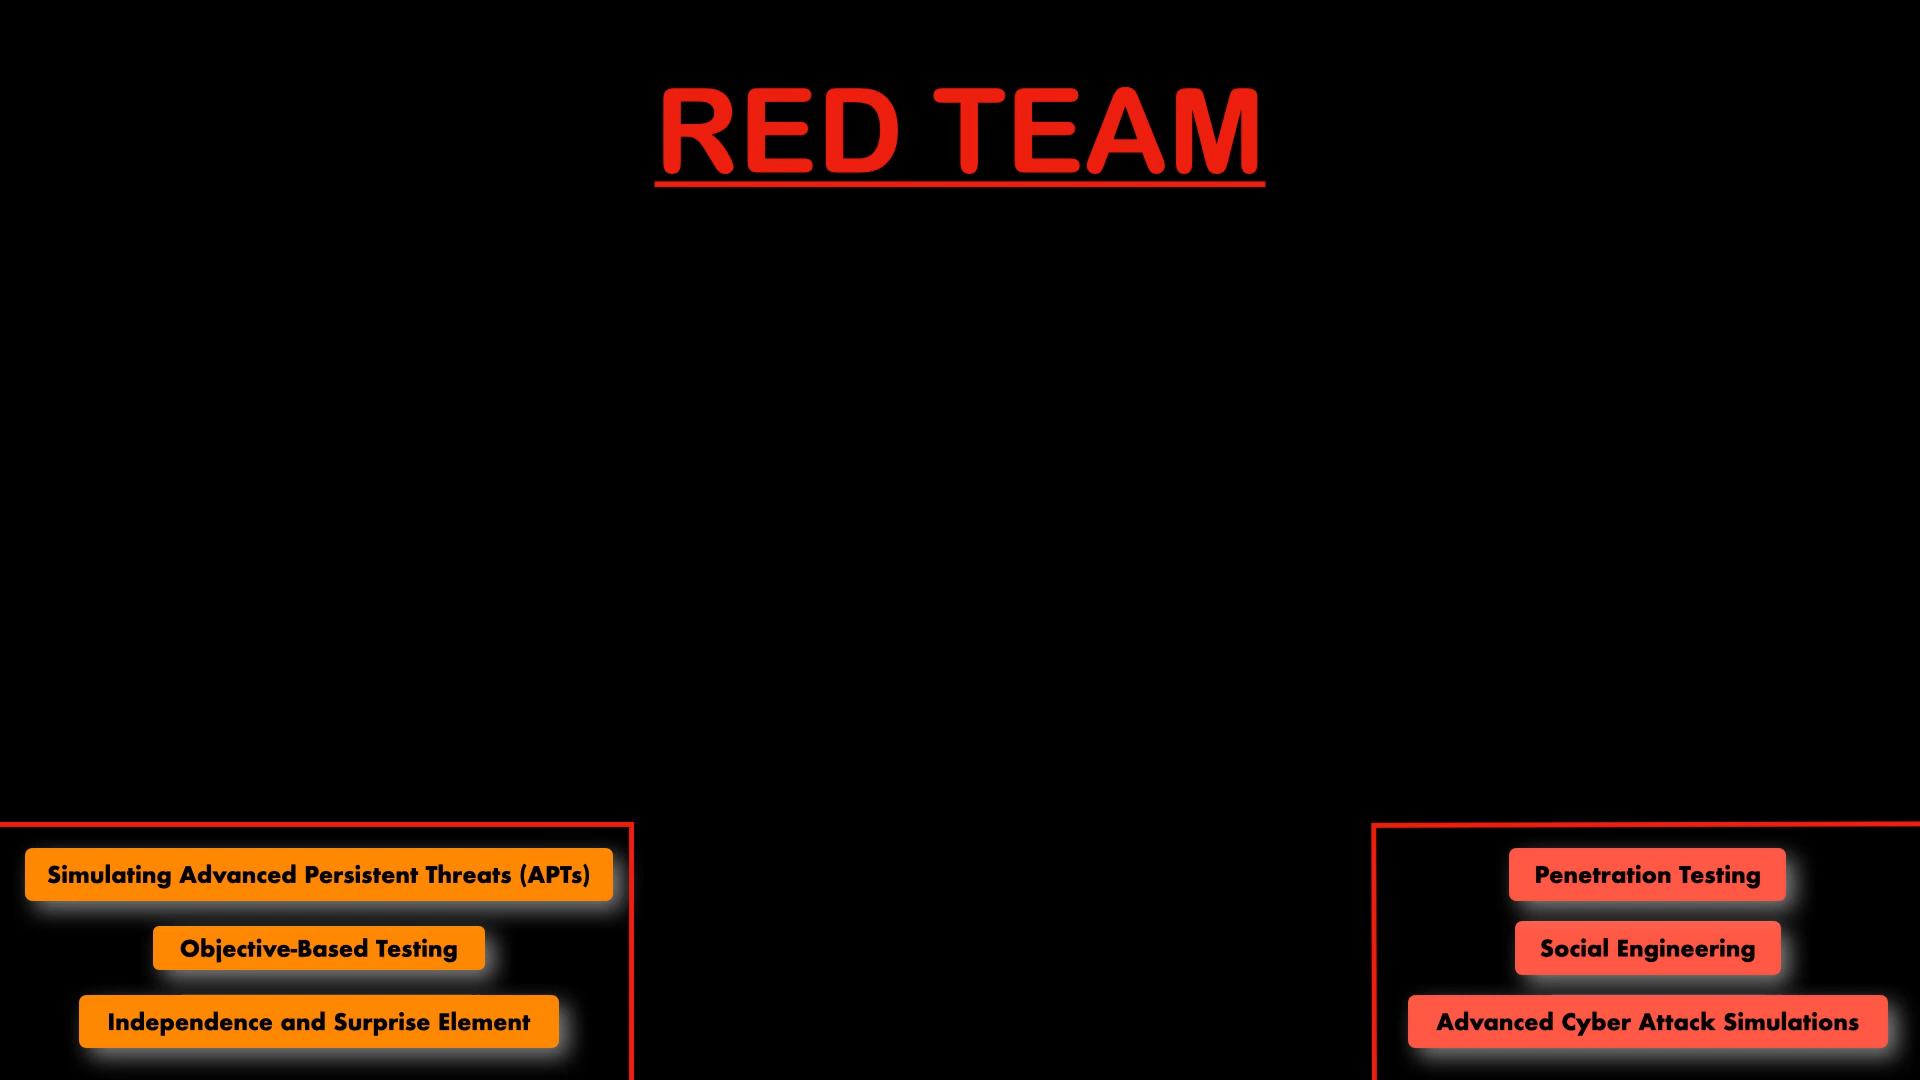 RED TEAM
Simulating Advanced Persistent Threats (APTs)
Objective-Based Testing
Independence and Surprise Element
Penetration Testing
Social Engineering
Advanced Cyber Attack Simulations